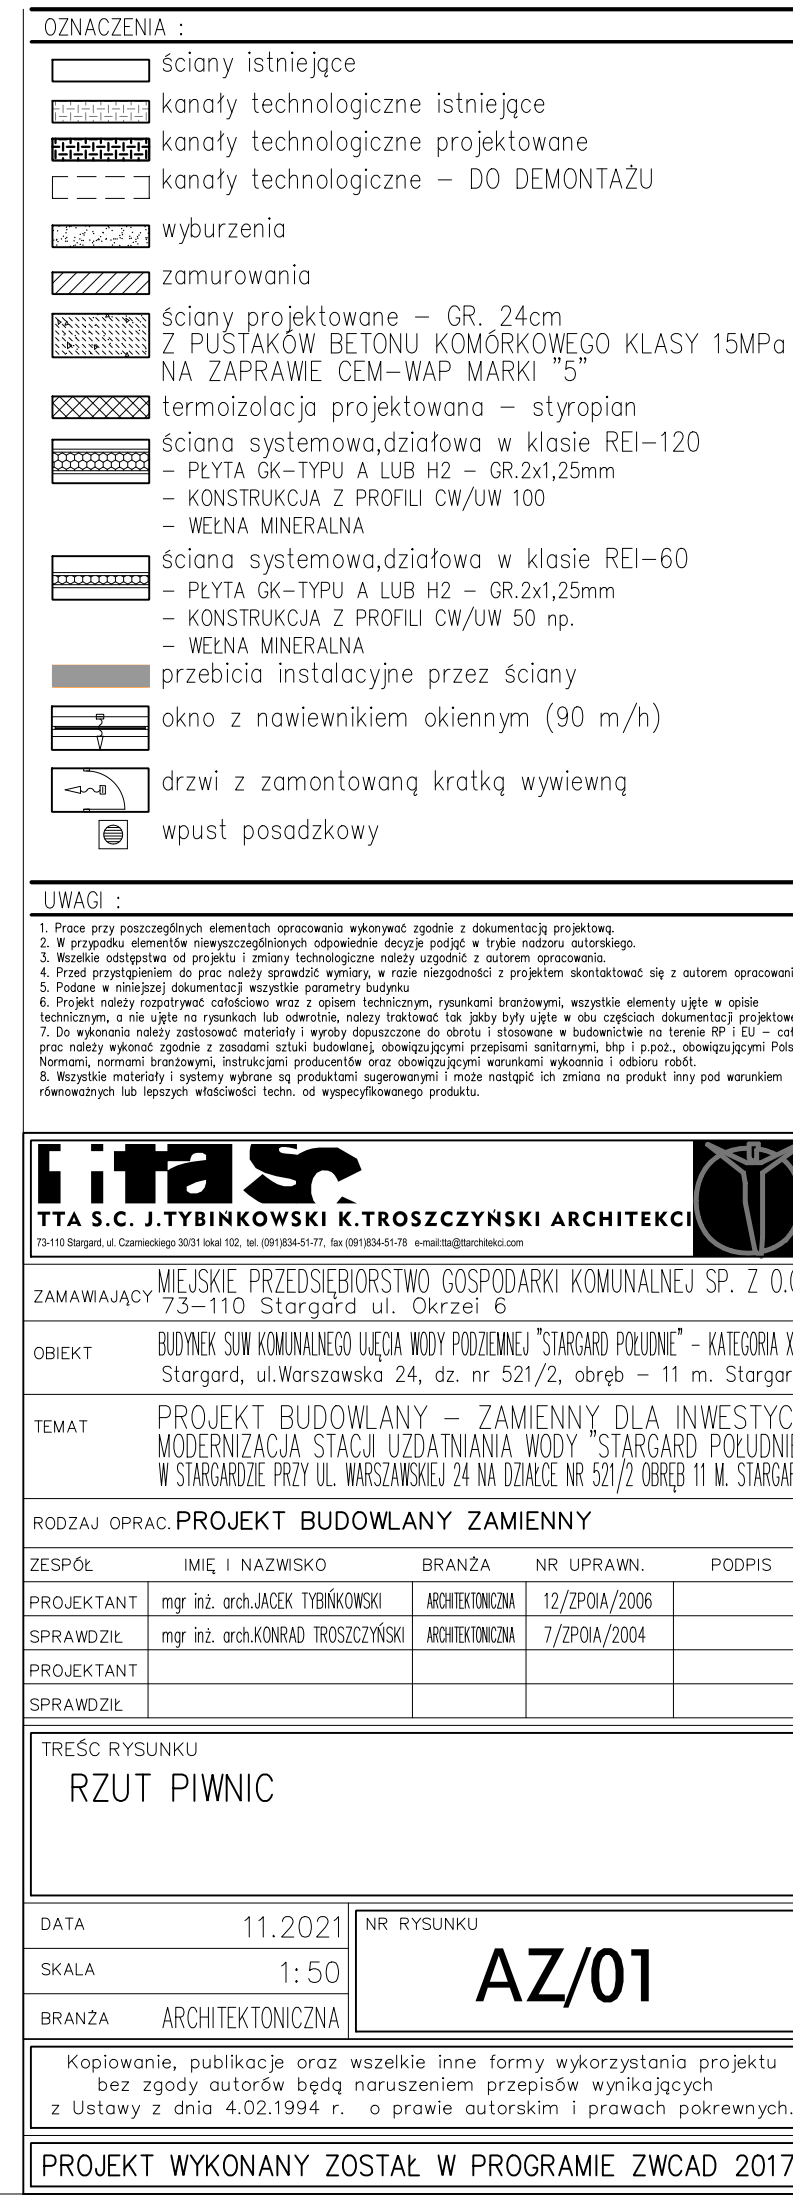 OZNACZENIA :
ściany istniejące
kanały technologiczne istniejące
kanały technologiczne projektowane
kanały technologiczne – DO DEMONTAŻU
wyburzenia
zamurowania
ściany projektowane – GR. 24cm
Z PUSTAKÓW BETONU KOMÓRKOWEGO KLASY 15MPa
NA ZAPRAWIE CEM–WAP MARKI "5"
termoizolacja projektowana – styropian
ściana systemowa,działowa w klasie REI–120
– PŁYTA GK–TYPU A LUB H2 – GR.2x1,25mm
– KONSTRUKCJA Z PROFILI CW/UW 100
– WEŁNA MINERALNA
ściana systemowa,działowa w klasie REI–60
– PŁYTA GK–TYPU A LUB H2 – GR.2x1,25mm
– KONSTRUKCJA Z PROFILI CW/UW 50 np.
– WEŁNA MINERALNA
przebicia instalacyjne przez ściany
okno z nawiewnikiem okiennym (90 m/h)
drzwi z zamontowaną kratką wywiewną
wpust posadzkowy
UWAGI :
1. Prace przy poszczególnych elementach opracowania wykonywać zgodnie z dokumentacją projektową.
2. W przypadku elementów niewyszczególnionych odpowiednie decyzje podjąć w trybie nadzoru autorskiego.
3. Wszelkie odstępstwa od projektu i zmiany technologiczne należy uzgodnić z autorem opracowania.
4. Przed przystąpieniem do prac należy sprawdzić wymiary, w razie niezgodności z projektem skontaktować się z autorem opracowani
5. Podane w niniejszej dokumentacji wszystkie parametry budynku
6. Projekt należy rozpatrywać całościowo wraz z opisem technicznym, rysunkami branżowymi, wszystkie elementy ujęte w opisie
technicznym, a nie ujęte na rysunkach lub odwrotnie, nalezy traktować tak jakby były ujęte w obu częściach dokumentacji projektowe
7. Do wykonania należy zastosować materiały i wyroby dopuszczone do obrotu i stosowane w budownictwie na terenie RP i EU – cał
prac należy wykonać zgodnie z zasadami sztuki budowlanej, obowiązującymi przepisami sanitarnymi, bhp i p.poż., obowiązującymi Pols
Normami, normami branżowymi, instrukcjami producentów oraz obowiązującymi warunkami wykoannia i odbioru robót.
8. Wszystkie materiały i systemy wybrane są produktami sugerowanymi i może nastąpić ich zmiana na produkt inny pod warunkiem
równoważnych lub lepszych właściwości techn. od wyspecyfikowanego produktu.
tta sc
TTA S.C. J.TYBIŃKOWSKI K.TROSZCZYŃSKI ARCHITEKCI
73-110 Stargard, ul. Czarnieckiego 30/31 lokal 102, tel. (091)834-51-77, fax (091)834-51-78 e-mail:tta@ttarchitekci.com
ZAMAWIAJĄCY MIEJSKIE PRZEDSIĘBIORSTWO GOSPODARKI KOMUNALNEJ SP. Z O.O
73–110 Stargard ul. Okrzei 6
OBIEKT BUDYNEK SUW KOMUNALNEGO UJĘCIA WODY PODZIEMNEJ "STARGARD POŁUDNIE" – KATEGORIA X
Stargard, ul.Warszawska 24, dz. nr 521/2, obręb – 11 m. Stargar
TEMAT PROJEKT BUDOWLANY – ZAMIENNY DLA INWESTYC
MODERNIZACJA STACJI UZDATNIANIA WODY "STARGARD POŁUDNIE
W STARGARDZIE PRZY UL. WARSZAWSKIEJ 24 NA DZIAŁCE NR 521/2 OBRĘB 11 M. STARGAR
RODZAJ OPRAC. PROJEKT BUDOWLANY ZAMIENNY
ZESPÓŁ IMIĘ I NAZWISKO BRANŻA NR UPRAWN. PODPIS
PROJEKTANT mgr inż. arch.JACEK TYBIŃKOWSKI ARCHITEKTONICZNA 12/ZPOIA/2006
SPRAWDZIŁ mgr inż. arch.KONRAD TROSZCZYŃSKI ARCHITEKTONICZNA 7/ZPOIA/2004
PROJEKTANT
SPRAWDZIŁ
TREŚC RYSUNKU
RZUT PIWNIC
DATA 11.2021
SKALA 1:50
BRANŻA ARCHITEKTONICZNA
NR RYSUNKU
AZ/01
Kopiowanie, publikacje oraz wszelkie inne formy wykorzystania projektu
bez zgody autorów będą naruszeniem przepisów wynikających
z Ustawy z dnia 4.02.1994 r. o prawie autorskim i prawach pokrewnych.
PROJEKT WYKONANY ZOSTAŁ W PROGRAMIE ZWCAD 2017